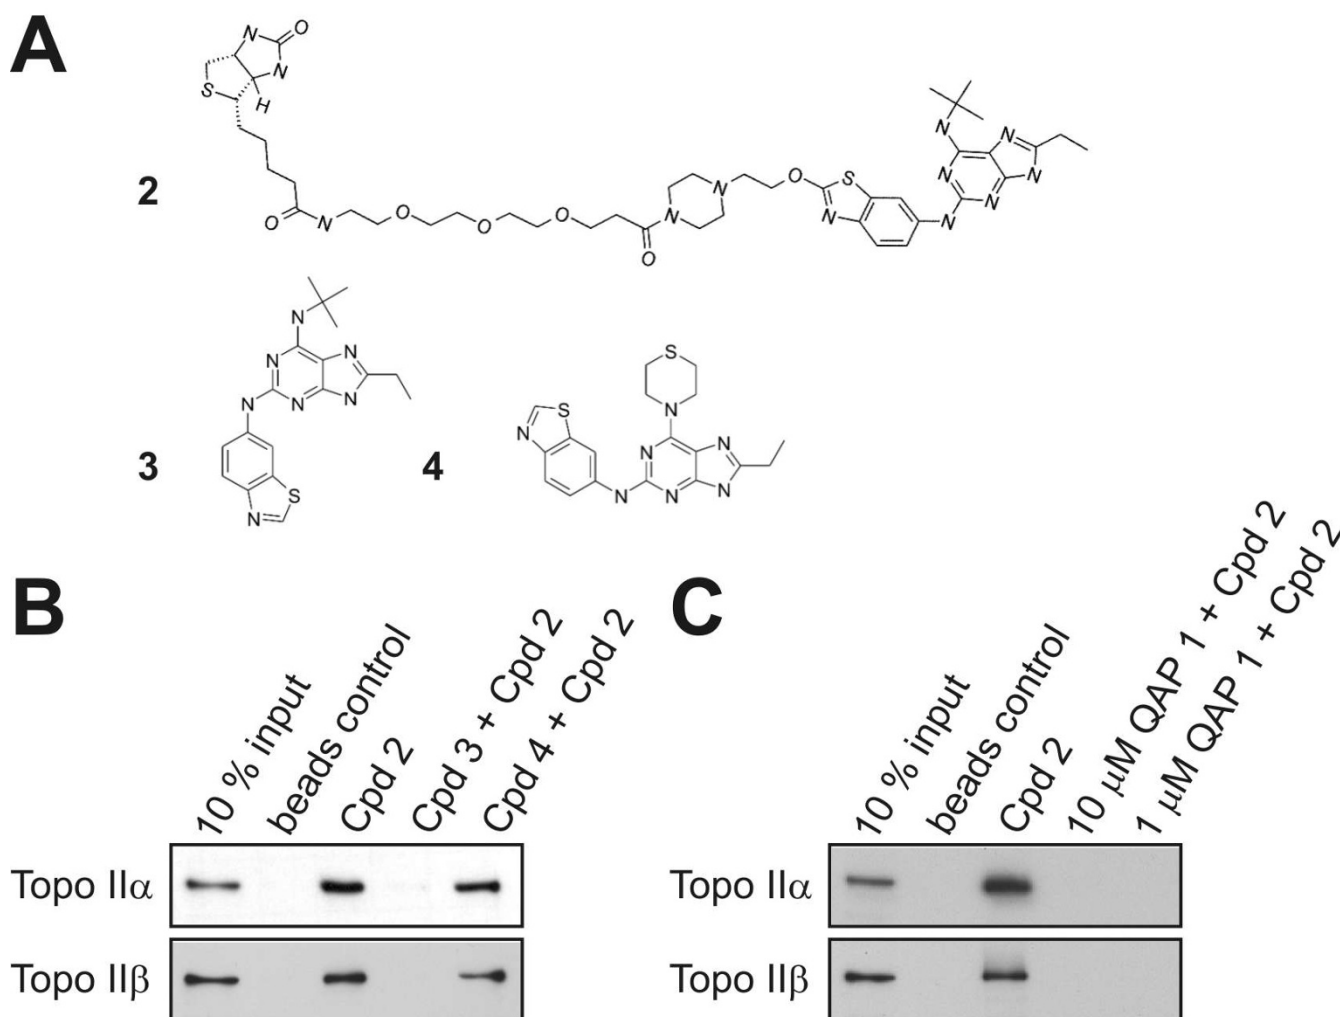 A
N
O
N
S
H
2
O
N
O
O
O
O
N
N
O
N
S
N
N
N
N
N
N
N
3
N
N
N
N
N
N
N
S
4
S
N
N
S
N
N
N
N
N
B
10 % input
beads control
Cpd 2
Cpd 3 + Cpd 2
Cpd 4 + Cpd 2
Topo IIα
Topo IIβ
C
10 % input
beads control
Cpd 2
10 μM QAP 1 + Cpd 2
1 μM QAP 1 + Cpd 2
Topo IIα
Topo IIβ